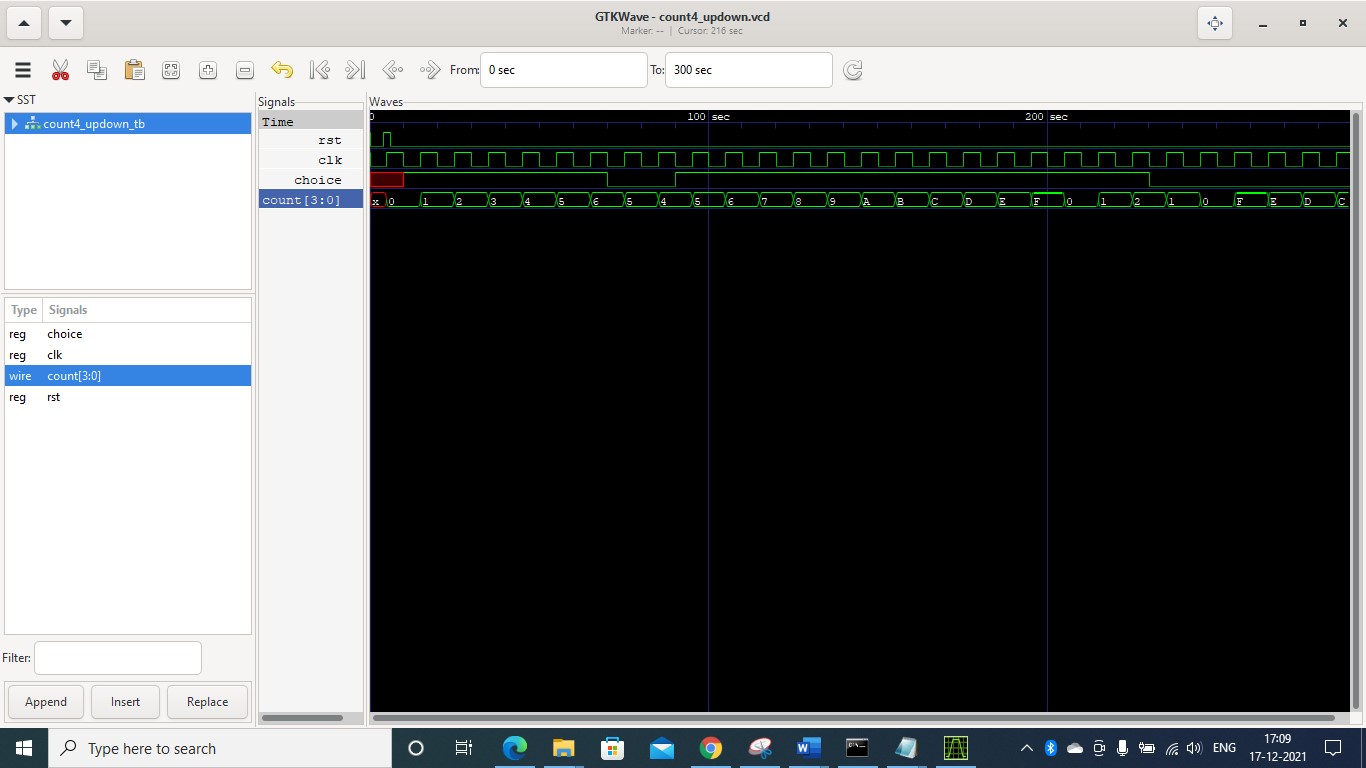 GTKWave - count4_updown.vcd
Marker: -- | Cursor: 216 sec
From: 0 sec To: 300 sec
SST
count4_updown_tb
Type Signals
reg choice
reg clk
wire count[3:0]
reg rst
Filter:
Append Insert Replace
Signals
Time
rst
clk
choice
count[3:0]
Waves
0 100 sec 200 sec
x 0 1 2 3 4 5 6 5 4 5 6 7 8 9 A B C D E F 0 1 2 1 0 F E D C
Type here to search
ENG
17:09
17-12-2021